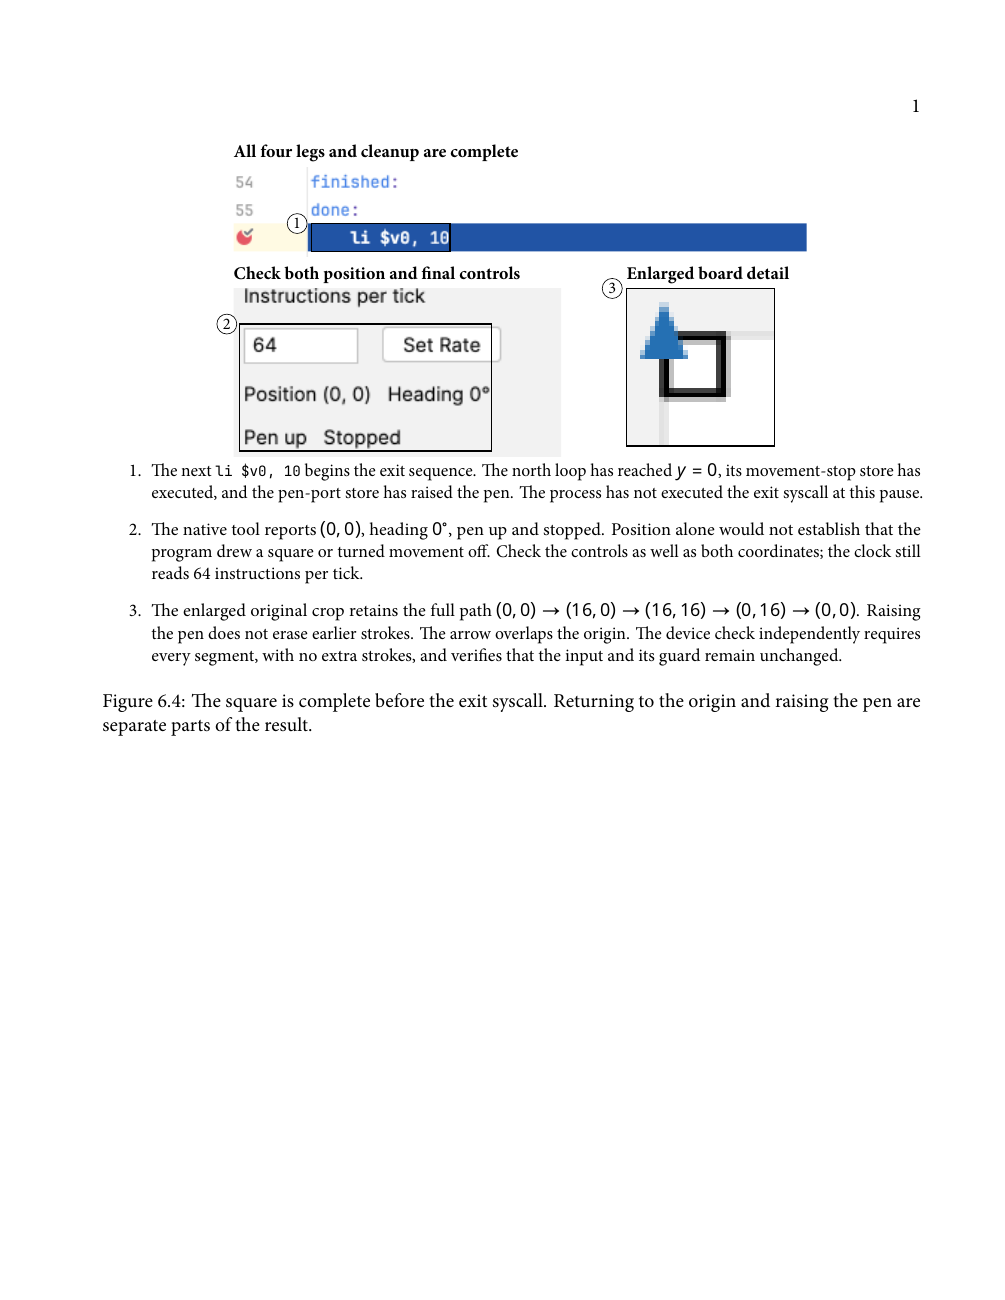 1
All four legs and cleanup are complete
54 finished:
55 done:
1
li $v0, 10
Check both position and final controls
Instructions per tick
2
64 Set Rate
Position (0, 0) Heading 0°
Pen up Stopped
Enlarged board detail
3
1. The next li $v0, 10 begins the exit sequence. The north loop has reached y = 0, its movement-stop store has
executed, and the pen-port store has raised the pen. The process has not executed the exit syscall at this pause.
2. The native tool reports (0, 0), heading 0°, pen up and stopped. Position alone would not establish that the
program drew a square or turned movement off. Check the controls as well as both coordinates; the clock still
reads 64 instructions per tick.
3. The enlarged original crop retains the full path (0, 0) → (16, 0) → (16, 16) → (0, 16) → (0, 0). Raising
the pen does not erase earlier strokes. The arrow overlaps the origin. The device check independently requires
every segment, with no extra strokes, and verifies that the input and its guard remain unchanged.
Figure 6.4: The square is complete before the exit syscall. Returning to the origin and raising the pen are
separate parts of the result.